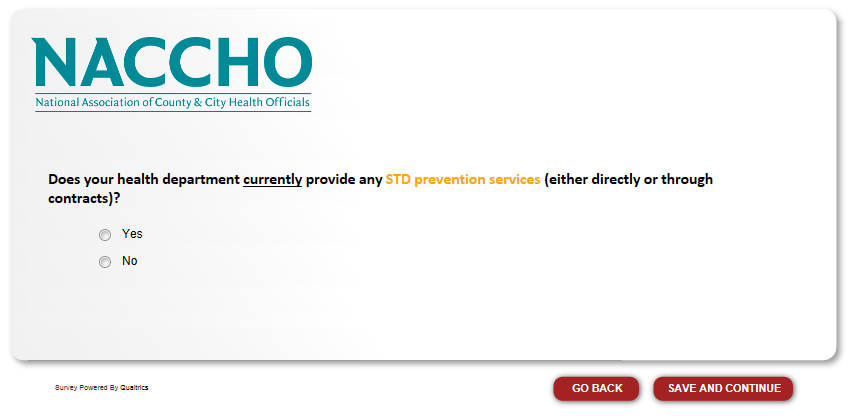 NACCHO
National Association of County & City Health Officials
Does your health department currently provide any STD prevention services (either directly or through
contracts)?
Yes
No
Survey Powered By Qualtrics
GO BACK
SAVE AND CONTINUE